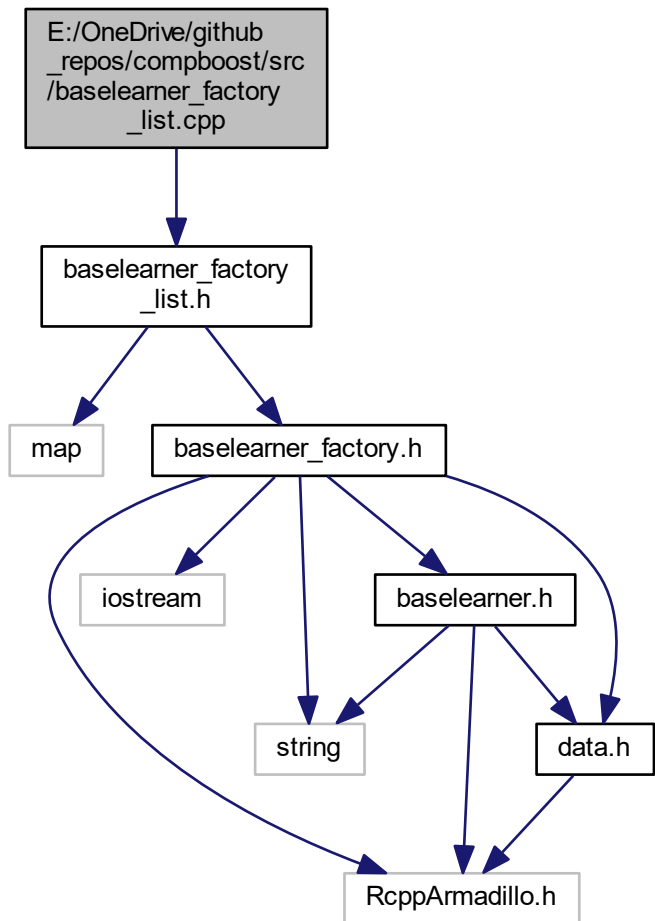 E:/OneDrive/github
_repos/compboost/src
/baselearner_factory
_list.cpp
baselearner_factory
_list.h
map
baselearner_factory.h
iostream
baselearner.h
string
data.h
RcppArmadillo.h